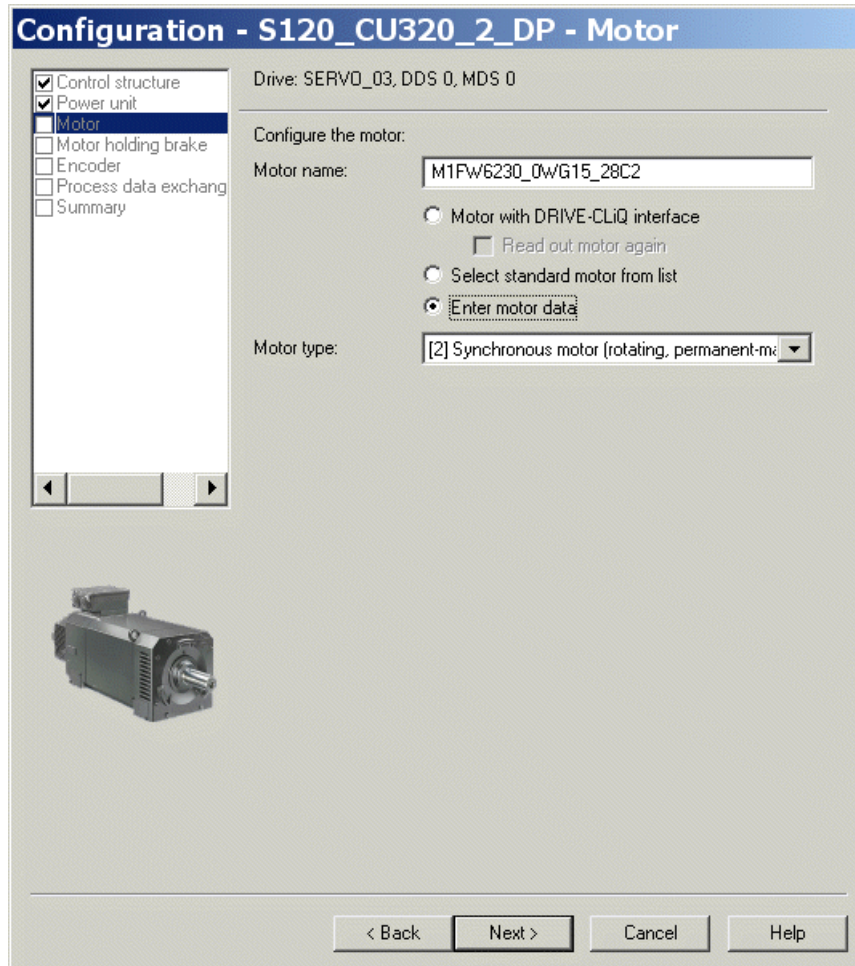 Configuration - S120_CU320_2_DP - Motor
Control structure
Power unit
Motor
Motor holding brake
Encoder
Process data exchang
Summary
Drive: SERVO_03, DDS 0, MDS 0
Configure the motor:
Motor name:
M1FW6230_0WG15_28C2
Motor with DRIVE-CLiQ interface
Read out motor again
Select standard motor from list
Enter motor data
Motor type:
[2] Synchronous motor (rotating, permanent-ma
< Back
Next >
Cancel
Help